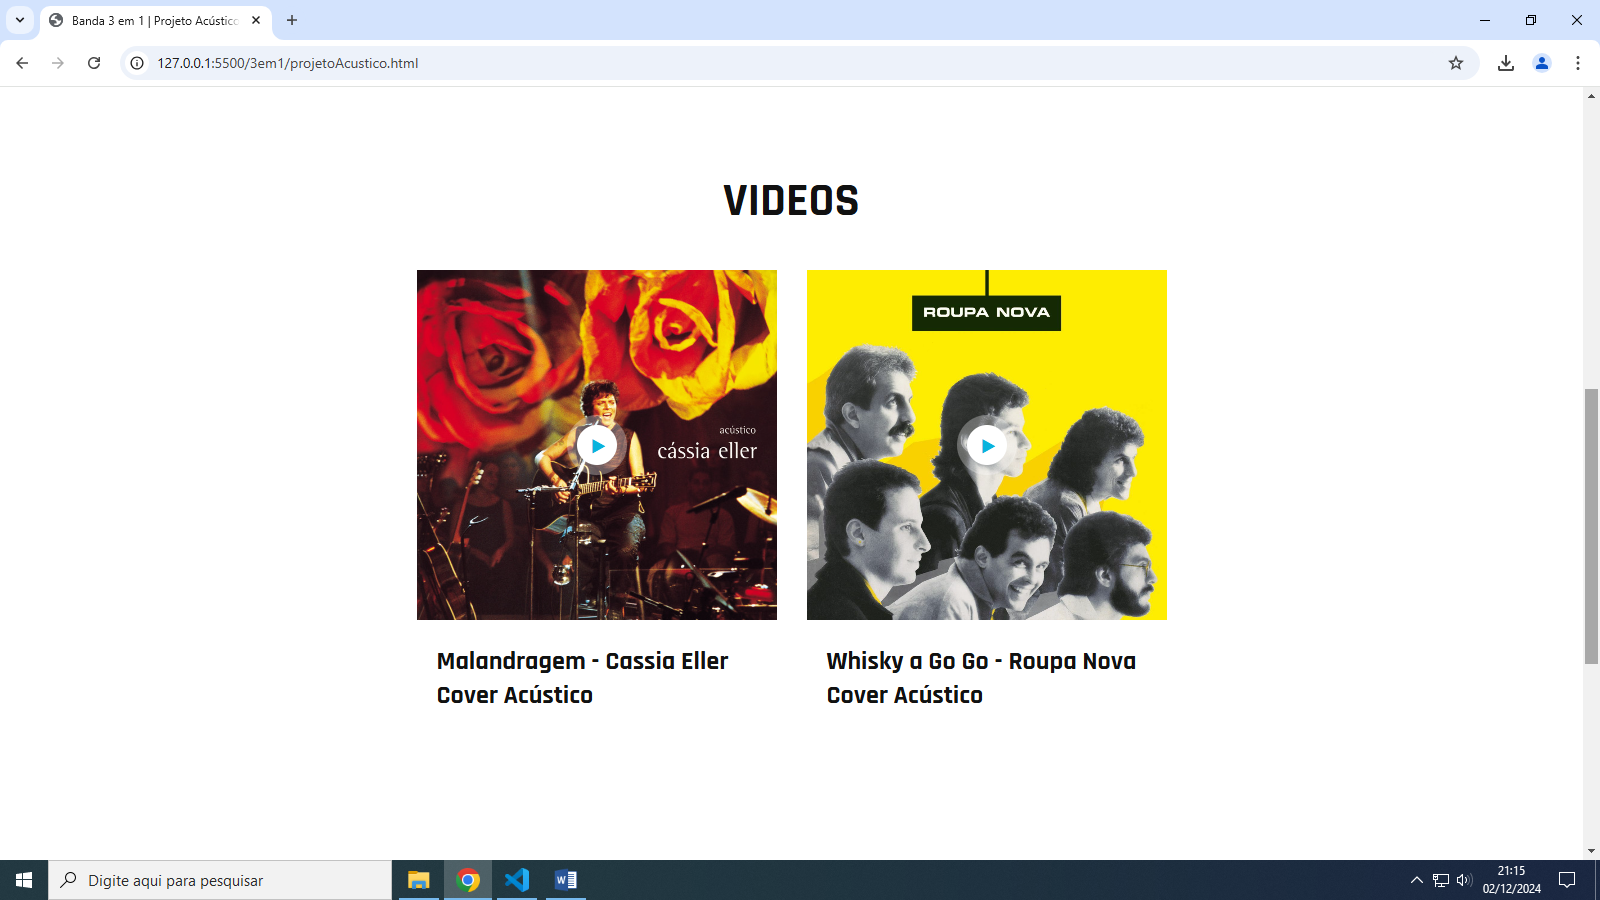 Banda 3 em 1 | Projeto Acústico
127.0.0.1:5500/3em1/projetoAcustico.html
VIDEOS
acústico
cássia eller
ROUPA NOVA
Malandragem - Cassia Eller
Cover Acústico
Whisky a Go Go - Roupa Nova
Cover Acústico
Digite aqui para pesquisar
21:15
02/12/2024